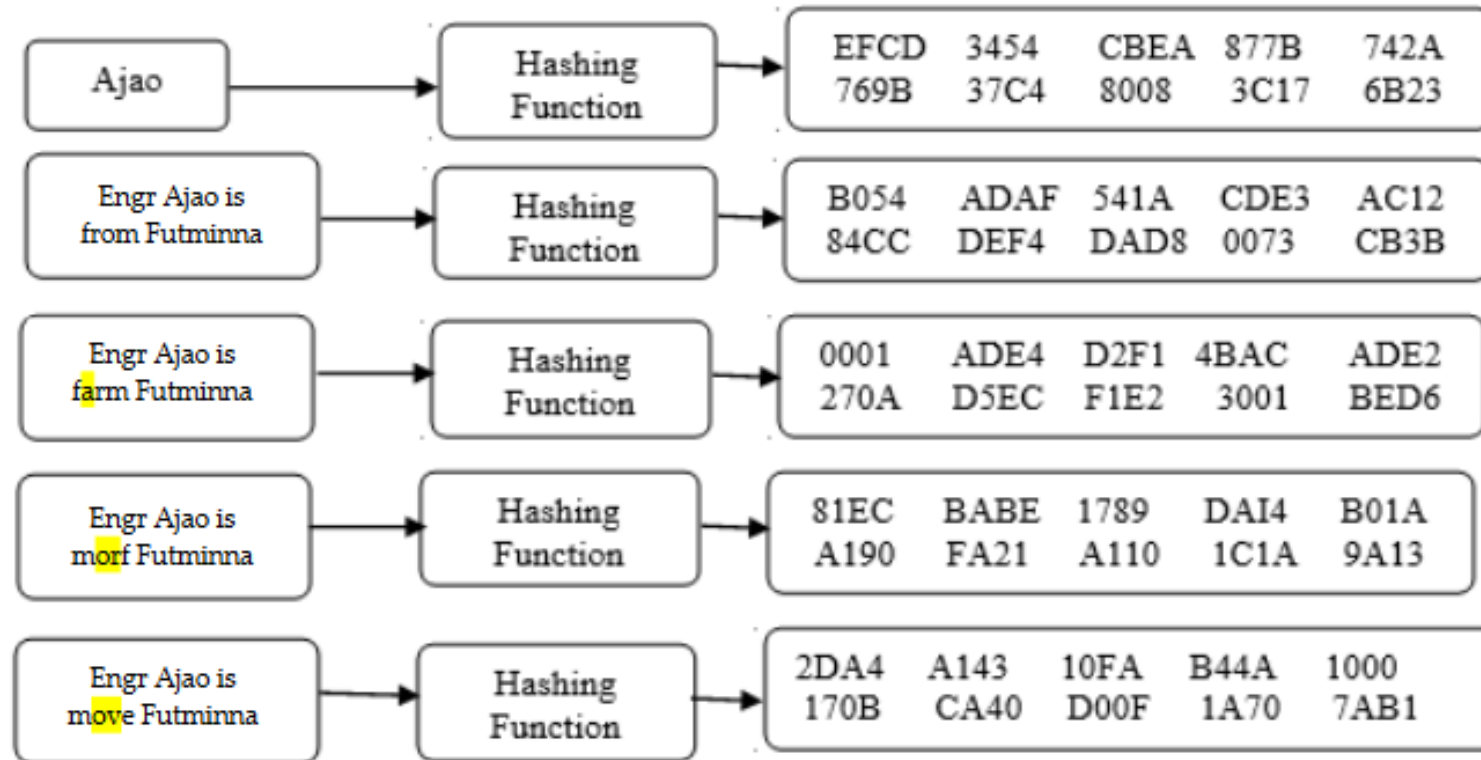 Ajao
Hashing
Function
EFCD 3454 CBEA 877B 742A
769B 37C4 8008 3C17 6B23
Engr Ajao is
from Futminna
Hashing
Function
B054 ADAF 541A CDE3 AC12
84CC DEF4 DAD8 0073 CB3B
Engr Ajao is
farm Futminna
Hashing
Function
0001 ADE4 D2F1 4BAC ADE2
270A D5EC F1E2 3001 BED6
Engr Ajao is
morf Futminna
Hashing
Function
81EC BABE 1789 DAI4 B01A
A190 FA21 A110 1C1A 9A13
Engr Ajao is
move Futminna
Hashing
Function
2DA4 A143 10FA B44A 1000
170B CA40 D00F 1A70 7AB1